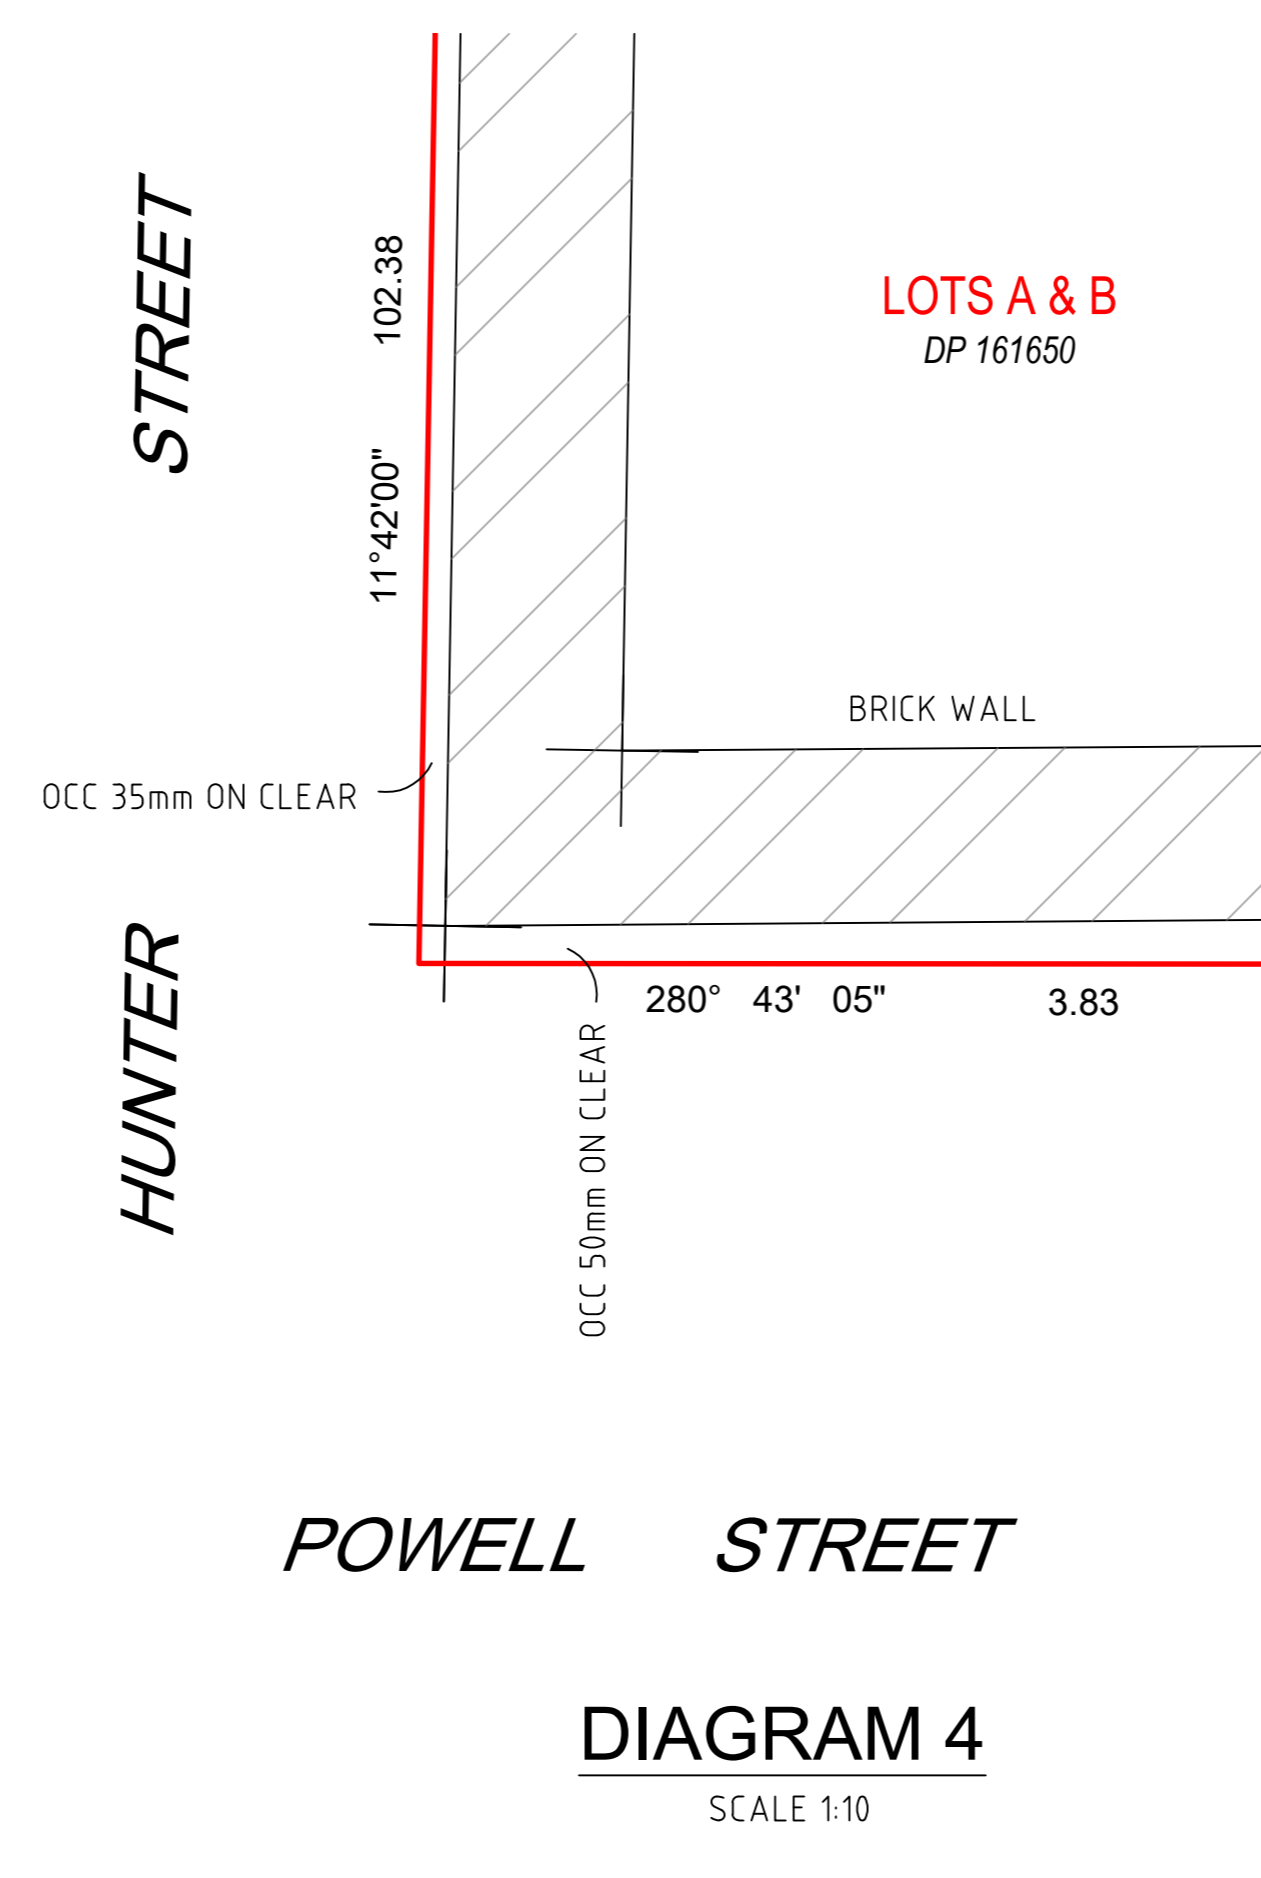 HUNTER STREET
11°42'00" 102.38
LOTS A & B
DP 161650
BRICK WALL
OCC 35mm ON CLEAR
280° 43' 05" 3.83
OCC 50mm ON CLEAR
POWELL STREET
DIAGRAM 4
SCALE 1:10